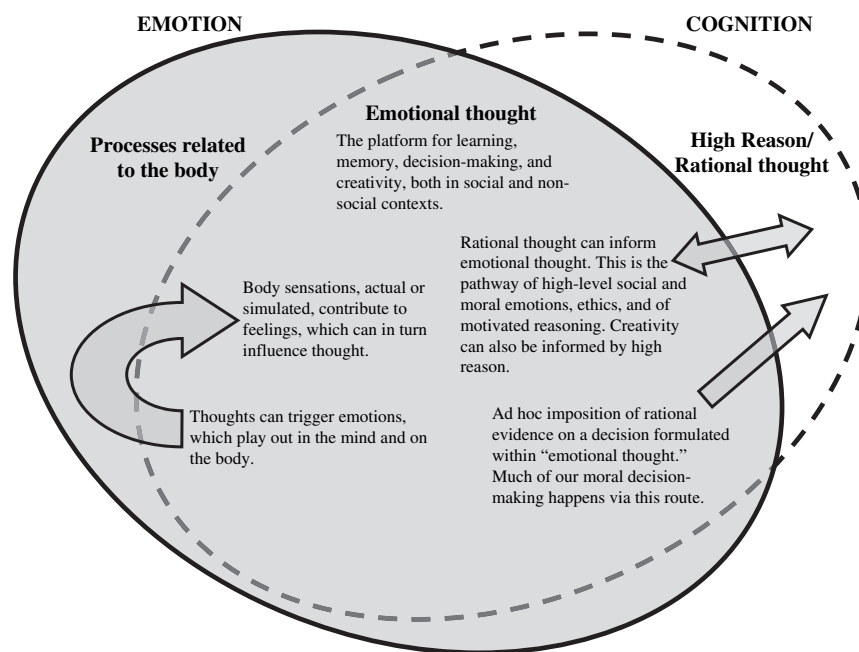 EMOTION
COGNITION
Emotional thought
The platform for learning,
memory, decision-making, and
creativity, both in social and non-
social contexts.
Processes related
to the body
High Reason/
Rational thought
Rational thought can inform
emotional thought. This is the
pathway of high-level social and
moral emotions, ethics, and of
motivated reasoning. Creativity
can also be informed by high
reason.
Body sensations, actual or
simulated, contribute to
feelings, which can in turn
influence thought.
Thoughts can trigger emotions,
which play out in the mind and on
the body.
Ad hoc imposition of rational
evidence on a decision formulated
within “emotional thought.”
Much of our moral decision-
making happens via this route.